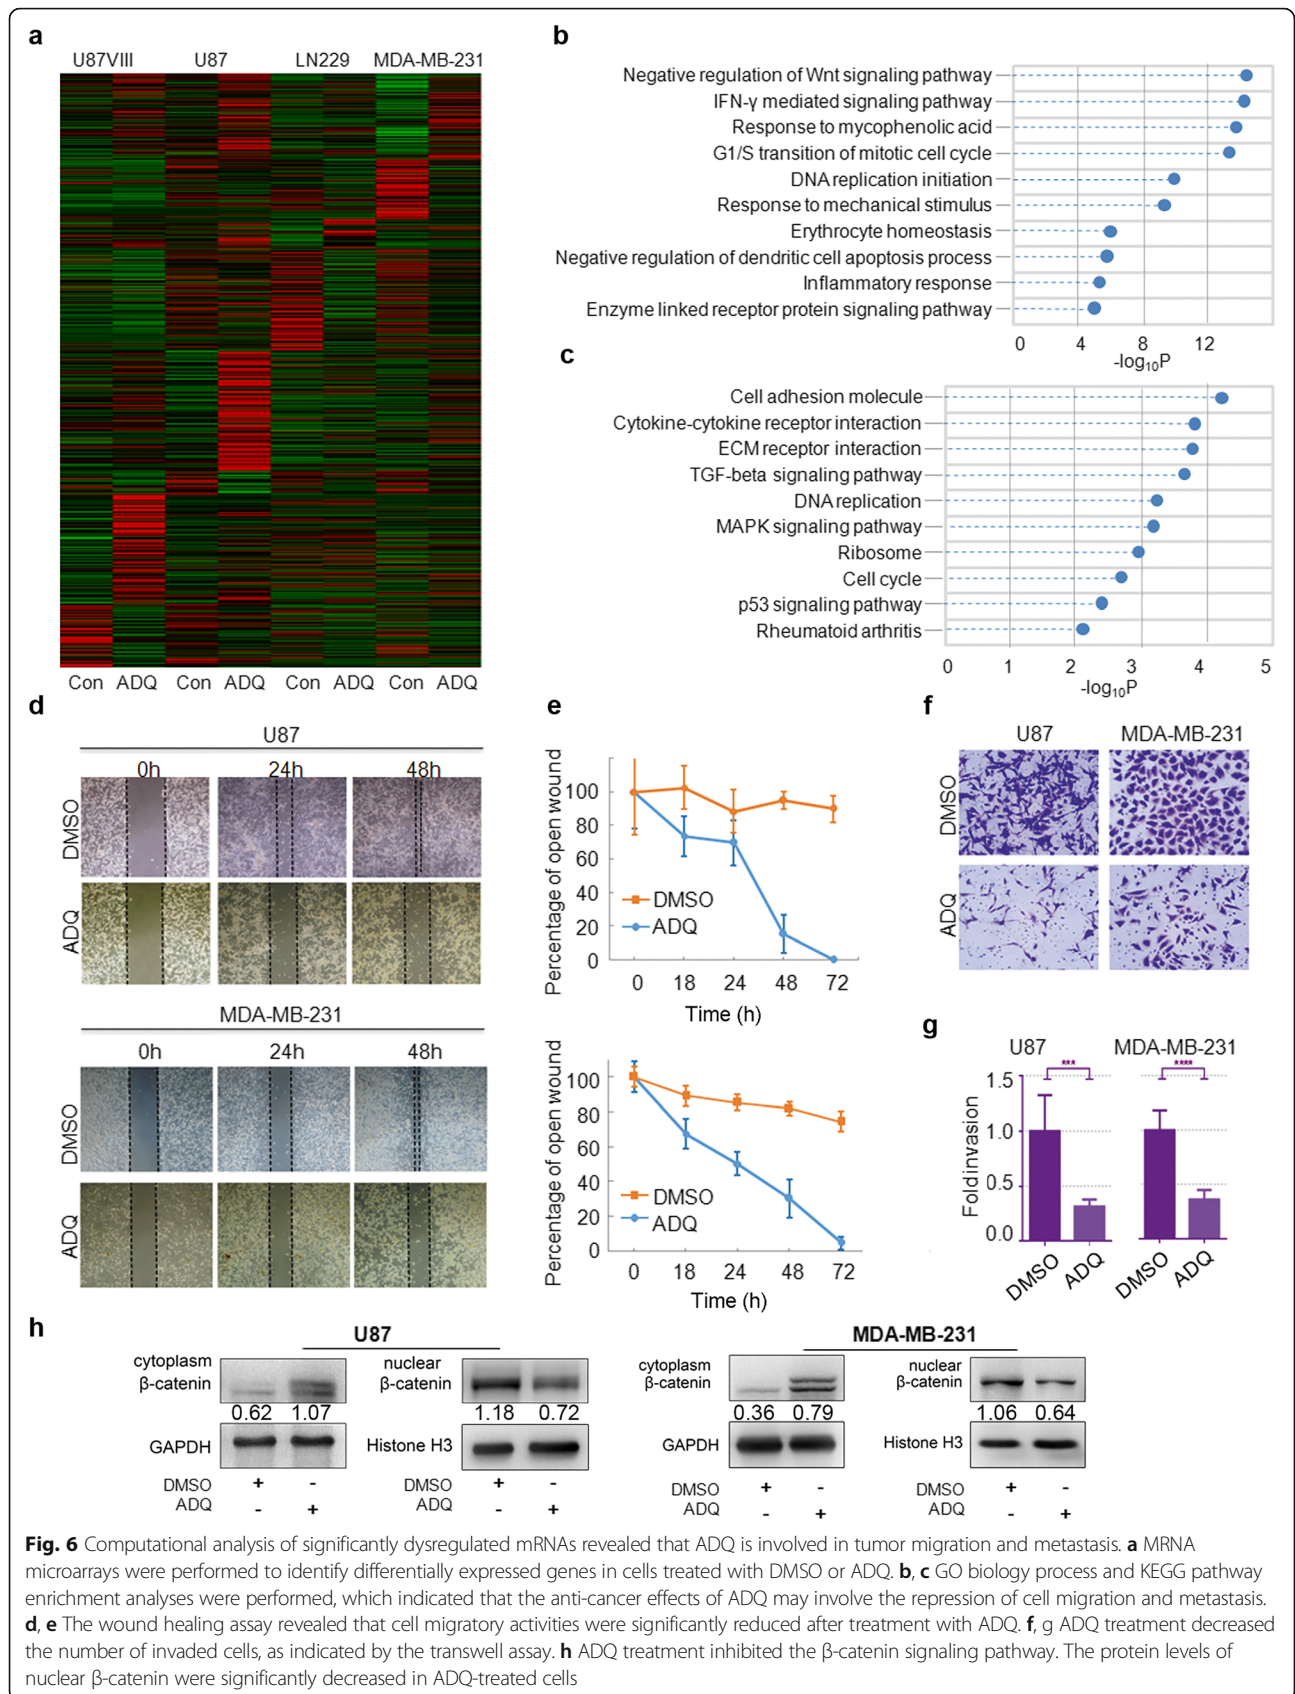 a
U87VIII U87 LN229 MDA-MB-231
Con ADQ Con ADQ Con ADQ Con ADQ
b
Negative regulation of Wnt signaling pathway
IFN-γ mediated signaling pathway
Response to mycophenolic acid
G1/S transition of mitotic cell cycle
DNA replication initiation
Response to mechanical stimulus
Erythrocyte homeostasis
Negative regulation of dendritic cell apoptosis process
Inflammatory response
Enzyme linked receptor protein signaling pathway
0 4 8 12
-log10P
c
Cell adhesion molecule
Cytokine-cytokine receptor interaction
ECM receptor interaction
TGF-beta signaling pathway
DNA replication
MAPK signaling pathway
Ribosome
Cell cycle
p53 signaling pathway
Rheumatoid arthritis
0 1 2 3 4 5
-log10P
d
U87
0h 24h 48h
DMSO
ADQ
MDA-MB-231
0h 24h 48h
DMSO
ADQ
e
Percentage of open wound
100
80
60
40
20
0
DMSO
ADQ
0 18 24 48 72
Time (h)
Percentage of open wound
100
80
60
40
20
0
DMSO
ADQ
0 18 24 48 72
Time (h)
f
U87 MDA-MB-231
DMSO
ADQ
g
U87 MDA-MB-231
*** ****
Fold invasion
1.5
1.0
0.5
0.0
DMSO ADQ DMSO ADQ
h
U87
cytoplasm
β-catenin
0.62 1.07
GAPDH
DMSO + -
ADQ - +
nuclear
β-catenin
1.18 0.72
Histone H3
DMSO + -
ADQ - +
MDA-MB-231
cytoplasm
β-catenin
0.36 0.79
GAPDH
DMSO + -
ADQ - +
nuclear
β-catenin
1.06 0.64
Histone H3
DMSO + -
ADQ - +
Fig. 6 Computational analysis of significantly dysregulated mRNAs revealed that ADQ is involved in tumor migration and metastasis. a MRNA
microarrays were performed to identify differentially expressed genes in cells treated with DMSO or ADQ. b, c GO biology process and KEGG pathway
enrichment analyses were performed, which indicated that the anti-cancer effects of ADQ may involve the repression of cell migration and metastasis.
d, e The wound healing assay revealed that cell migratory activities were significantly reduced after treatment with ADQ. f, g ADQ treatment decreased
the number of invaded cells, as indicated by the transwell assay. h ADQ treatment inhibited the β-catenin signaling pathway. The protein levels of
nuclear β-catenin were significantly decreased in ADQ-treated cells